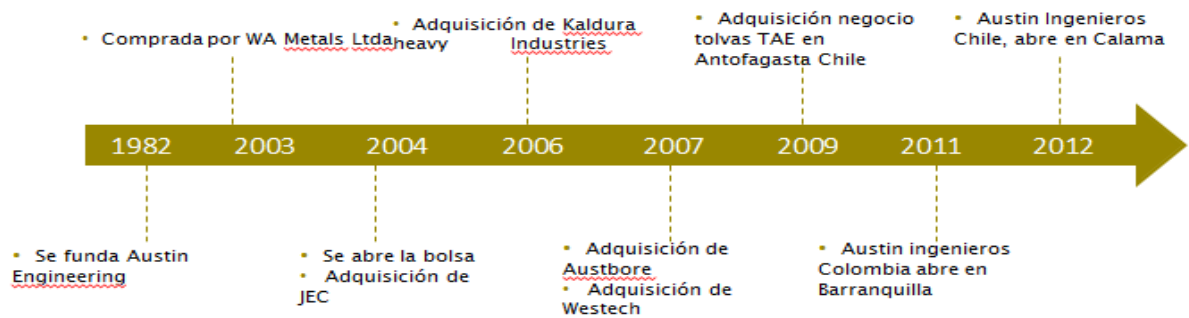 • Comprada por WA Metals Ltda
• Adquisición de Kaldura
heavy Industries
• Adquisición negocio
tolvas TAE en
Antofagasta Chile
• Austin Ingenieros
Chile, abre en Calama
1982 2003 2004 2006 2007 2009 2011 2012
• Se funda Austin
Engineering
• Se abre la bolsa
• Adquisición de
JEC
• Adquisición de
Austbore
• Adquisición de
Westech
• Austin ingenieros
Colombia abre en
Barranquilla